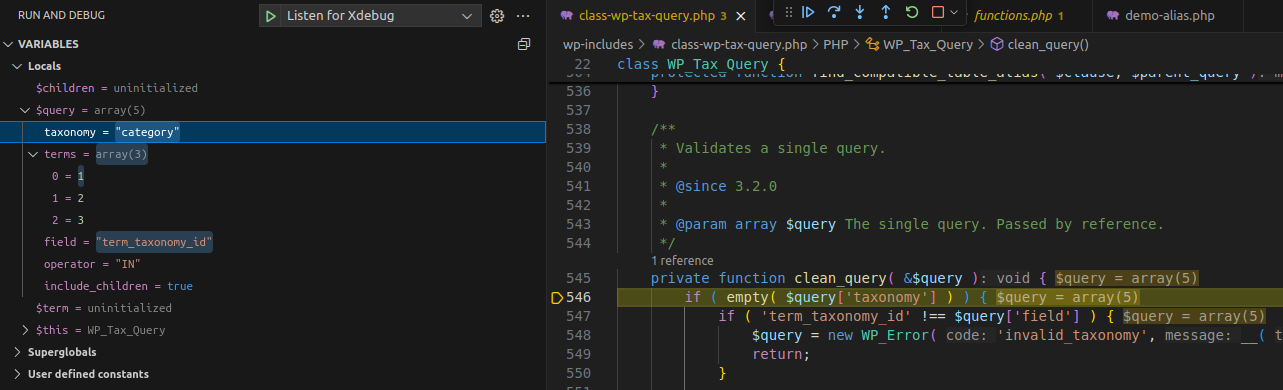 RUN AND DEBUG
Listen for Xdebug
VARIABLES
Locals
$children = uninitialized
$query = array(5)
taxonomy = "category"
terms = array(3)
0 = 1
1 = 2
2 = 3
field = "term_taxonomy_id"
operator = "IN"
include_children = true
$term = uninitialized
$this = WP_Tax_Query
Superglobals
User defined constants
class-wp-tax-query.php 3
functions.php 1
demo-alias.php
wp-includes > class-wp-tax-query.php > PHP > WP_Tax_Query > clean_query()
22 class WP_Tax_Query {
536 }
537
538 /**
539 * Validates a single query.
540 *
541 * @since 3.2.0
542 *
543 * @param array $query The single query. Passed by reference.
544 */
1 reference
545 private function clean_query( &$query ): void { $query = array(5)
546 if ( empty( $query['taxonomy'] ) ) { $query = array(5)
547 if ( 'term_taxonomy_id' !== $query['field'] ) { $query = array(5)
548 $query = new WP_Error( code: 'invalid_taxonomy', message: __( t
549 return;
550 }